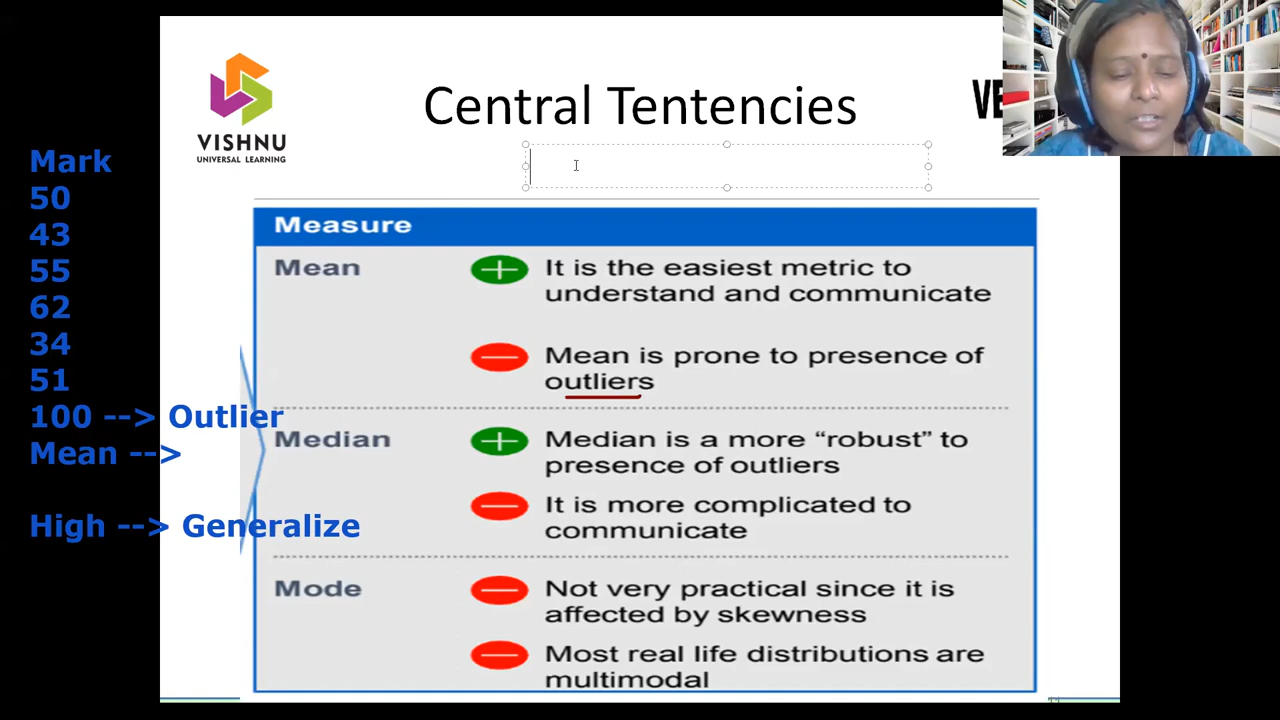 VISHNU
UNIVERSAL LEARNING
Central Tentencies
VE
Mark
50
43
55
62
34
51
100 --> Outlier
Mean -->
High --> Generalize
Measure
Mean
It is the easiest metric to
understand and communicate
Mean is prone to presence of
outliers
Median
Median is a more “robust” to
presence of outliers
It is more complicated to
communicate
Mode
Not very practical since it is
affected by skewness
Most real life distributions are
multimodal